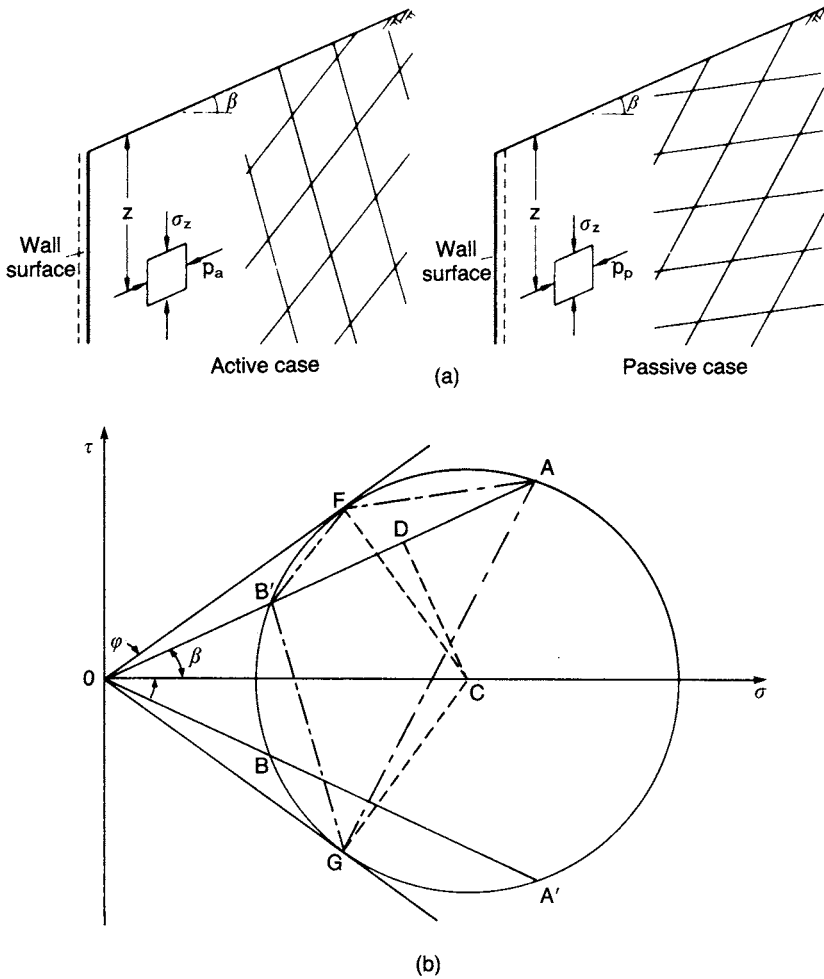 β
z
σz
Wall
surface
pa
Active case
β
z
σz
Wall
surface
pp
Passive case
(a)
τ
A
F
D
B′
φ
β
0
C
σ
B
G
A′
(b)